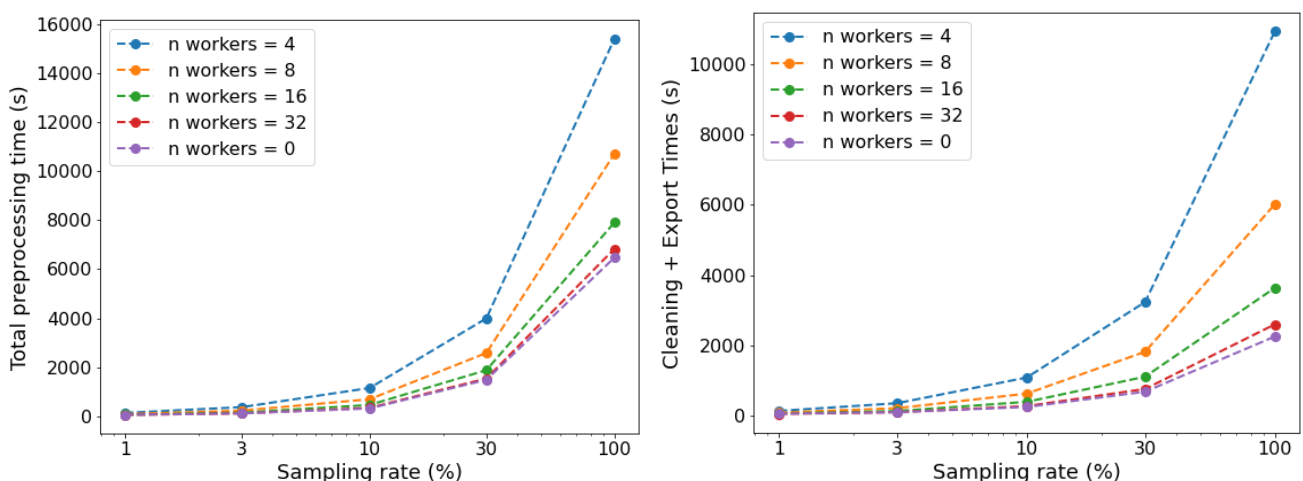 Total preprocessing time (s)
16000
14000
12000
10000
8000
6000
4000
2000
0
n workers = 4
n workers = 8
n workers = 16
n workers = 32
n workers = 0
1
3
10
30
100
Sampling rate (%)
Cleaning + Export Times (s)
10000
8000
6000
4000
2000
0
n workers = 4
n workers = 8
n workers = 16
n workers = 32
n workers = 0
1
3
10
30
100
Sampling rate (%)